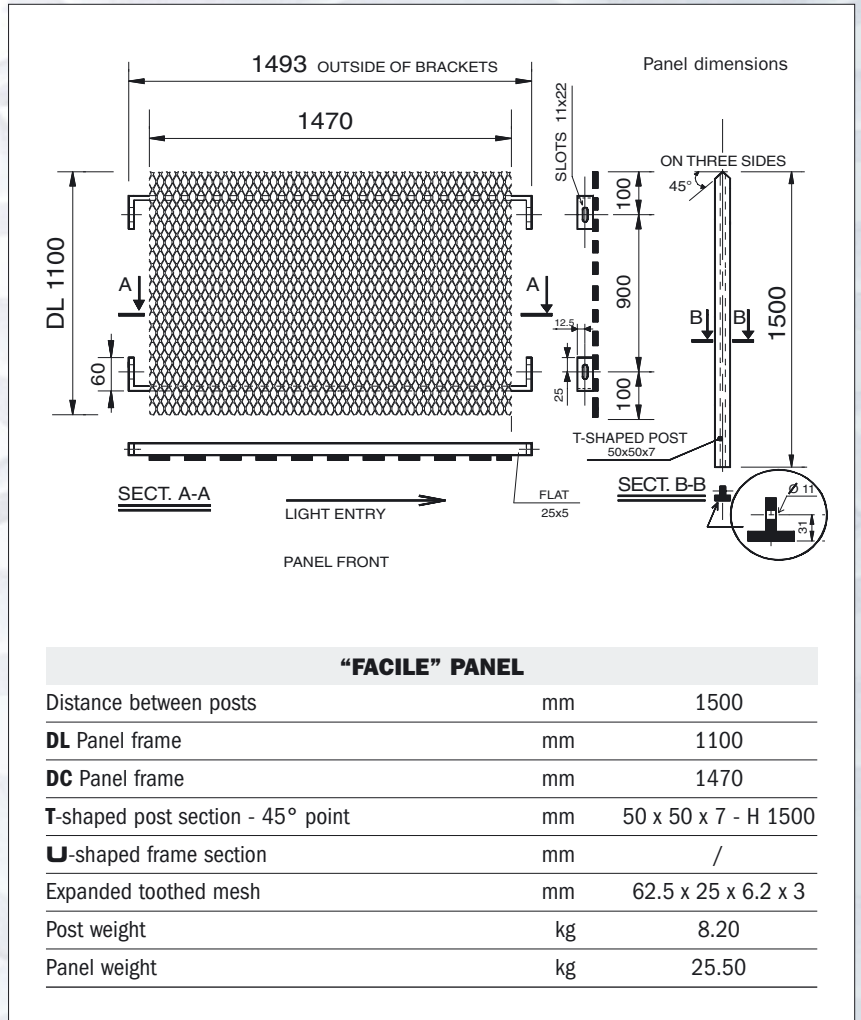 1493 OUTSIDE OF BRACKETS
Panel dimensions
1470
SLOTS 11x22
ON THREE SIDES
45°
100
DL 1100
A
A
900
B
B
1500
12.5
60
25
100
T-SHAPED POST
50x50x7
SECT. A-A
LIGHT ENTRY
FLAT
25x5
SECT. B-B
Ø 11
31
PANEL FRONT
“FACILE” PANEL
Distance between posts mm 1500
DL Panel frame mm 1100
DC Panel frame mm 1470
T-shaped post section - 45° point mm 50 x 50 x 7 - H 1500
U-shaped frame section mm /
Expanded toothed mesh mm 62.5 x 25 x 6.2 x 3
Post weight kg 8.20
Panel weight kg 25.50